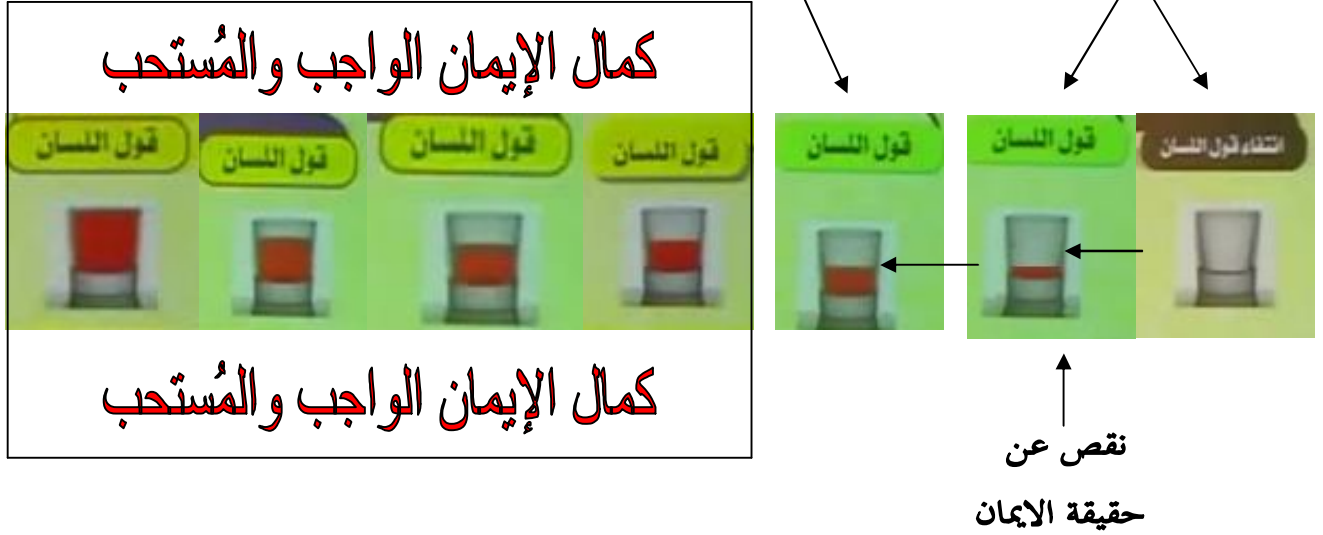 كمال الإيمان الواجب والمُستحب
انتفاء قول اللسان
قول اللسان
قول اللسان
قول اللسان
قول اللسان
قول اللسان
قول اللسان
كمال الإيمان الواجب والمُستحب
نقص عن
حقيقة الايمان